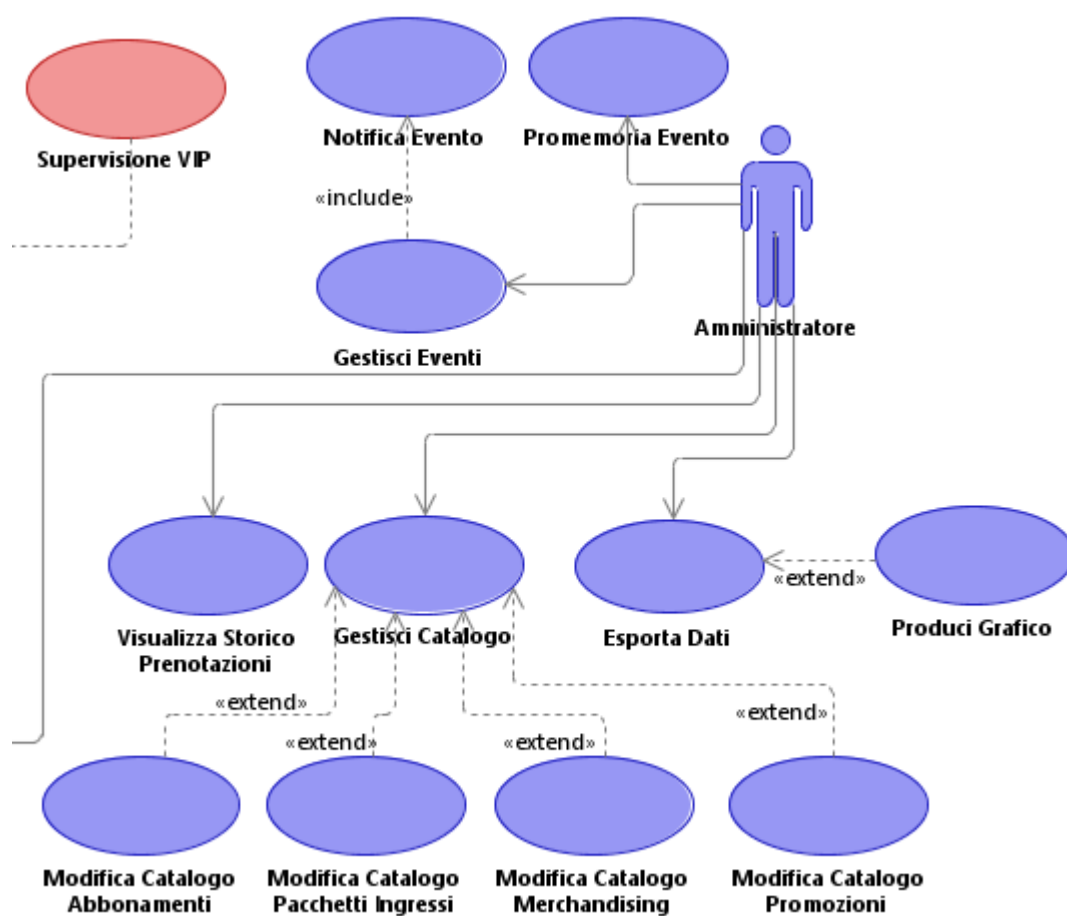 Supervisione VIP
Notifica Evento
Promemoria Evento
«include»
Gestisci Eventi
Amministratore
Visualizza Storico
Prenotazioni
Gestisci Catalogo
Esporta Dati
«extend»
Produci Grafico
«extend»
«extend»
«extend»
«extend»
Modifica Catalogo
Abbonamenti
Modifica Catalogo
Pacchetti Ingressi
Modifica Catalogo
Merchandising
Modifica Catalogo
Promozioni